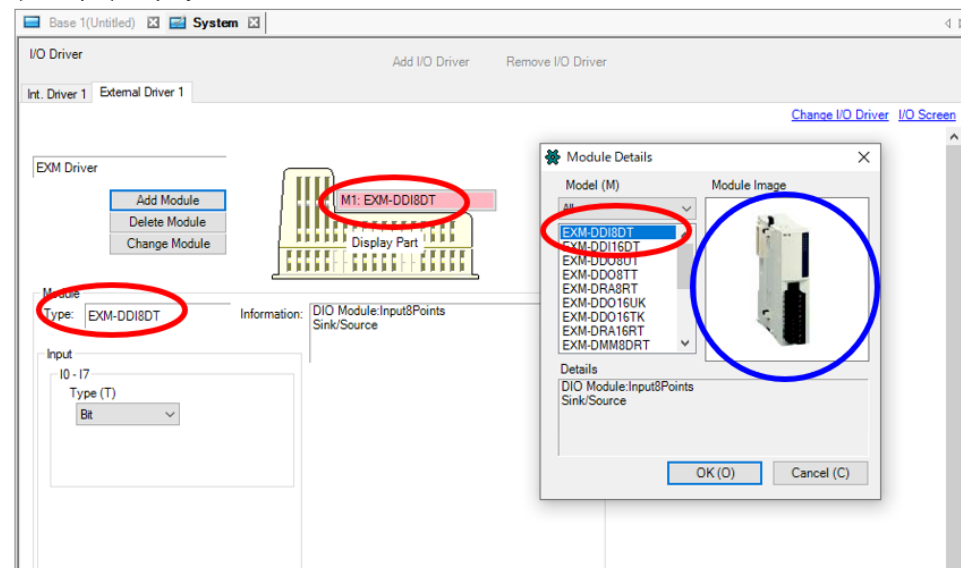 Base 1(Untitled) System
I/O Driver
Add I/O Driver Remove I/O Driver
Int. Driver 1 External Driver 1
Change I/O Driver I/O Screen
EXM Driver
Add Module
Delete Module
Change Module
M1: EXM-DDI8DT
Display Part
Module
Type: EXM-DDI8DT
Information: DIO Module:Input8Points
Sink/Source
Input
I0 - I7
Type (T)
Bit
Module Details
Model (M)
All
EXM-DDI8DT
EXM-DDI16DT
EXM-DDO8UT
EXM-DDO8TT
EXM-DRA8RT
EXM-DDO16UK
EXM-DDO16TK
EXM-DRA16RT
EXM-DMM8DRT
Module Image
Details
DIO Module:Input8Points
Sink/Source
OK (O) Cancel (C)